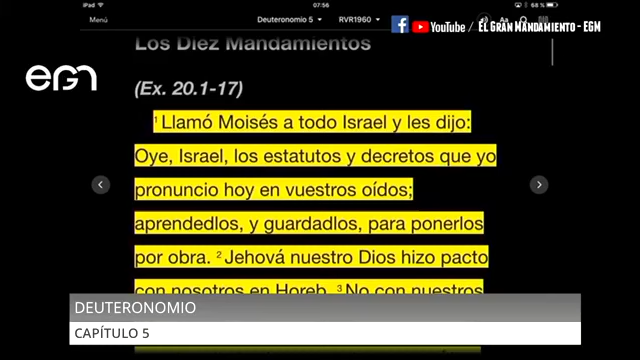 iPad
07:56
68 %
Menú
Deuteronomio 5
RVR1960
Aa
YouTube / El Gran Mandamiento - EGM
EGM
Los Diez Mandamientos
(Ex. 20.1-17)
1 Llamó Moisés a todo Israel y les dijo:
Oye, Israel, los estatutos y decretos que yo
pronuncio hoy en vuestros oídos;
aprendedlos, y guardadlos, para ponerlos
por obra. 2 Jehová nuestro Dios hizo pacto
con nosotros en Horeb. 3 No con nuestros
DEUTERONOMIO
CAPÍTULO 5